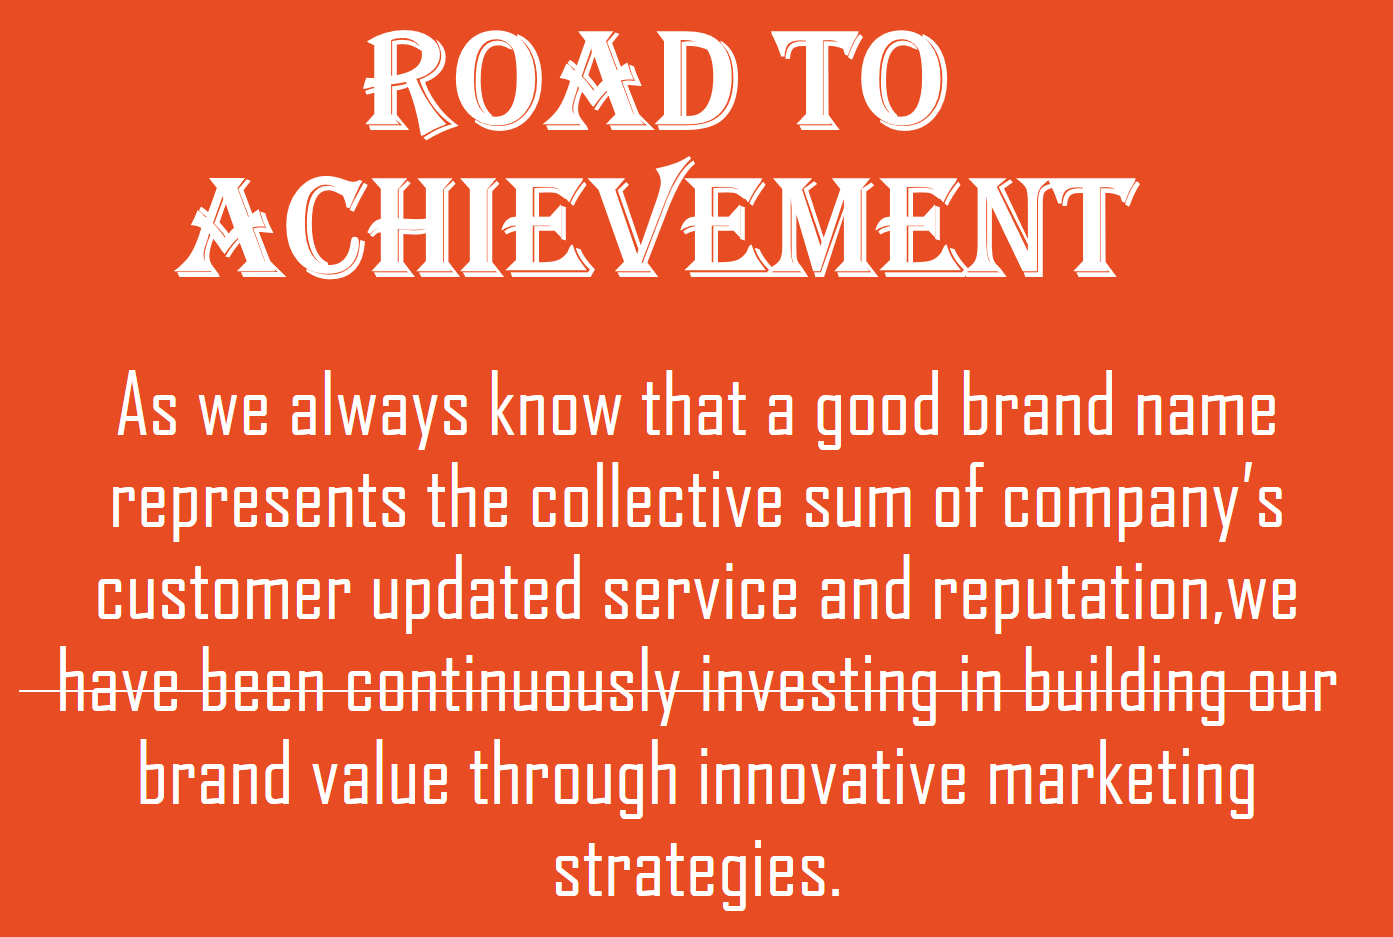 ROAD TO
ACHIEVEMENT
As we always know that a good brand name
represents the collective sum of company's
customer updated service and reputation,we
have been continuously investing in building our
brand value through innovative marketing
strategies.